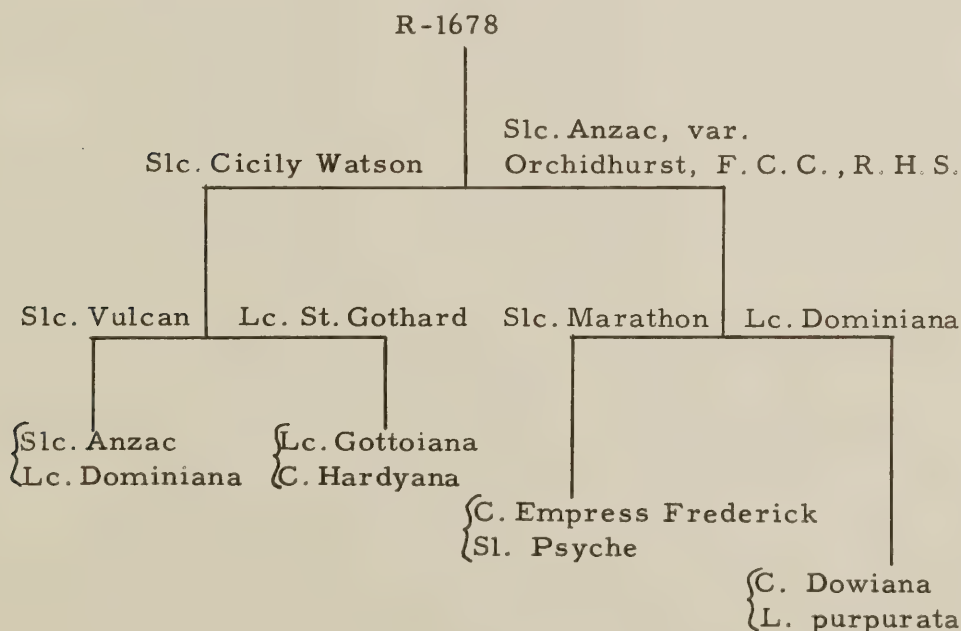 R-1678
Slc. Anzac, var.
Slc. Cicily Watson Orchidhurst, F. C. C., R. H. S.
Slc. Vulcan Lc. St. Gothard Slc. Marathon Lc. Dominiana
Slc. Anzac Lc. Gottoiana
Lc. Dominiana C. Hardyana
C. Empress Frederick
Sl. Psyche
C. Dowiana
L. purpurata